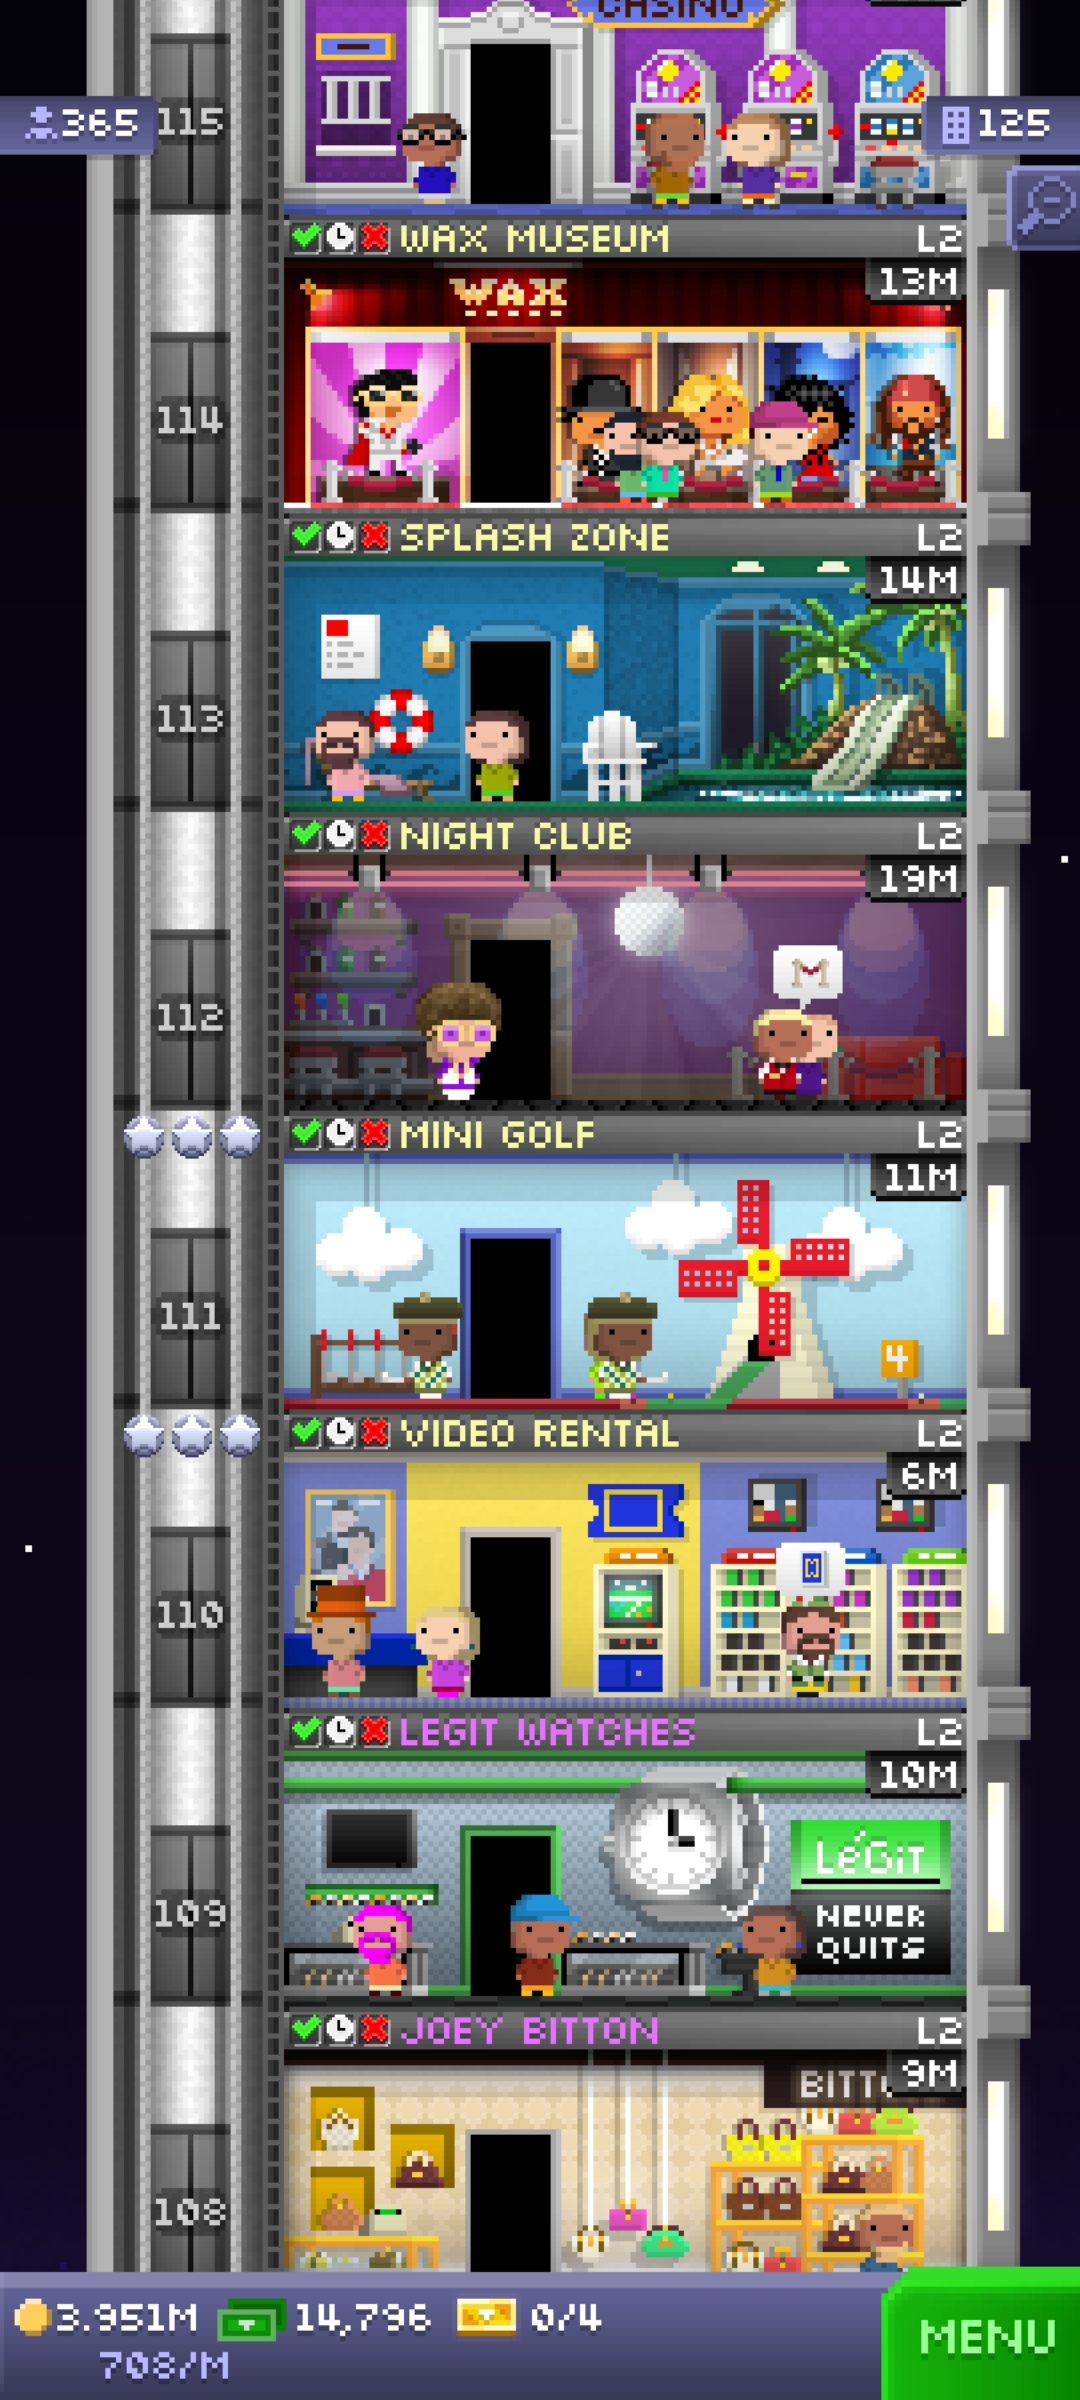 CASINO
365
115
125
WAX MUSEUM L2
13M
WAX
114
SPLASH ZONE L2
14M
113
NIGHT CLUB L2
19M
M
112
MINI GOLF L2
11M
111
4
VIDEO RENTAL L2
6M
110
LEGIT WATCHES L2
10M
LéGiT
NEVER
QUITS
109
JOEY BITTON L2
9M
BITT
108
3.951M 14,796 0/4
708/M
MENU